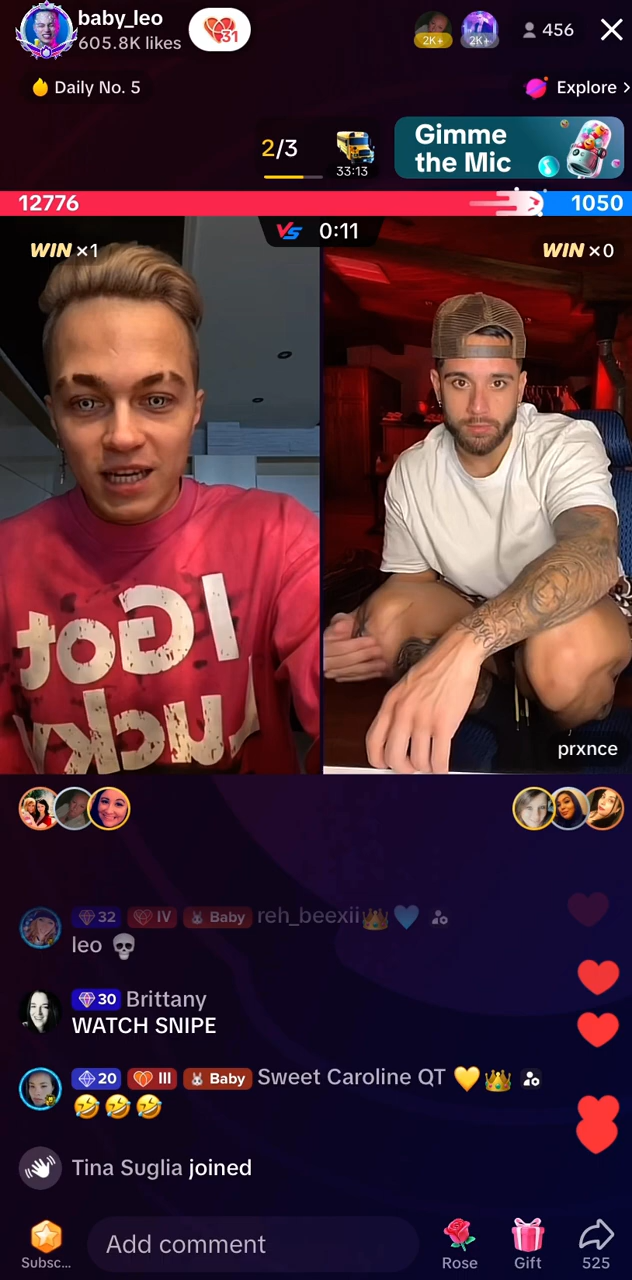 baby_leo
605.8K likes
31
2K+
2K+
456
Daily No. 5
Explore >
2/3
33:13
Gimme
the Mic
12776
1050
VS 0:11
WIN ×1
WIN ×0
I Got
Lucky
prxnce
32 IV Baby reh_beexii
leo
30 Brittany
WATCH SNIPE
20 III Baby Sweet Caroline QT
Tina Suglia joined
Subsc...
Add comment
Rose
Gift
525